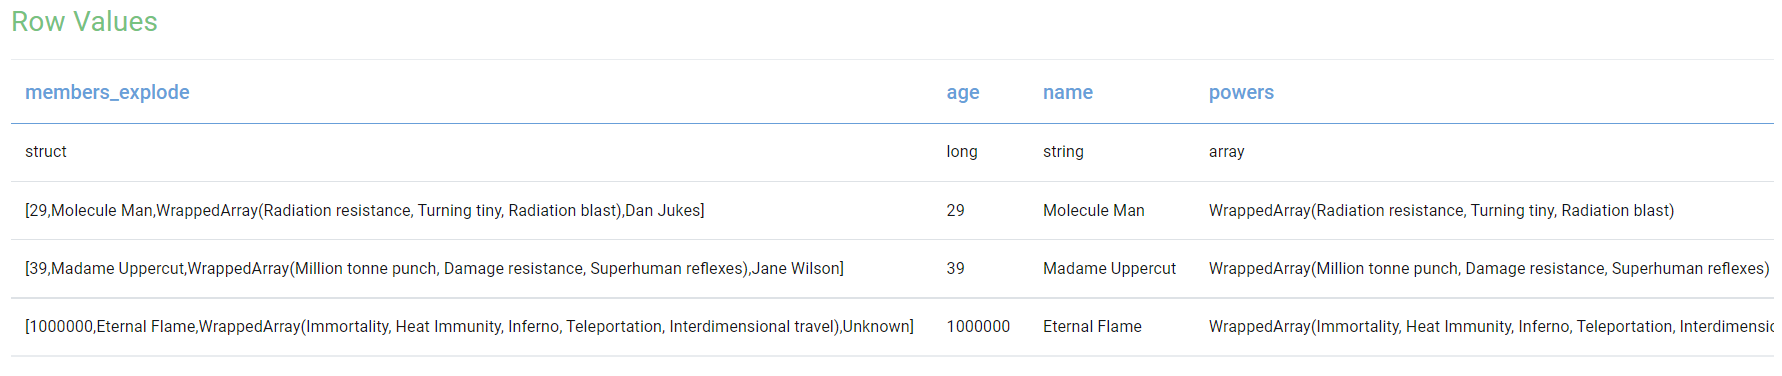 Row Values
members_explode age name powers
struct long string array
[29,Molecule Man,WrappedArray(Radiation resistance, Turning tiny, Radiation blast),Dan Jukes] 29 Molecule Man WrappedArray(Radiation resistance, Turning tiny, Radiation blast)
[39,Madame Uppercut,WrappedArray(Million tonne punch, Damage resistance, Superhuman reflexes),Jane Wilson] 39 Madame Uppercut WrappedArray(Million tonne punch, Damage resistance, Superhuman reflexes)
[1000000,Eternal Flame,WrappedArray(Immortality, Heat Immunity, Inferno, Teleportation, Interdimensional travel),Unknown] 1000000 Eternal Flame WrappedArray(Immortality, Heat Immunity, Inferno, Teleportation,